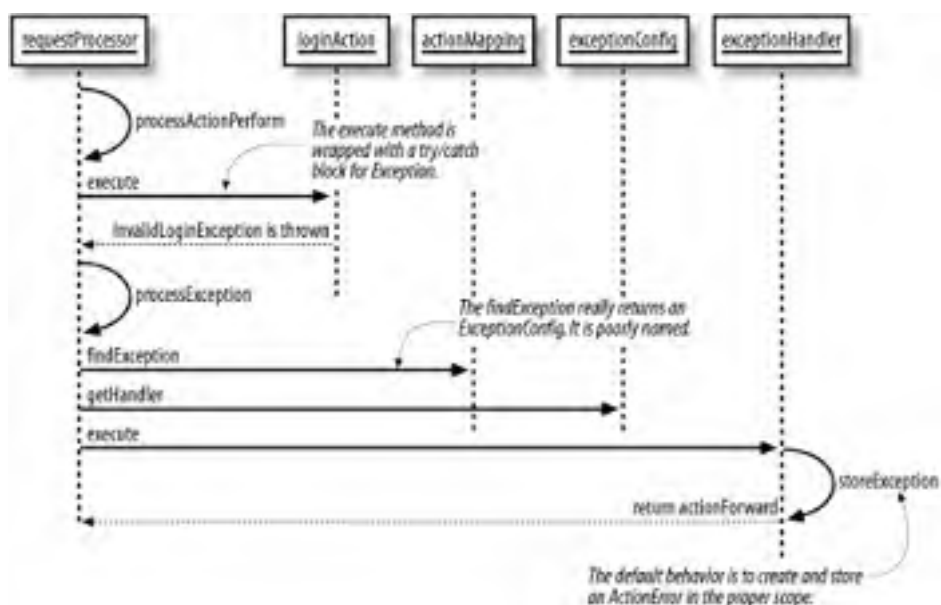 requestProcessor
loginAction
actionMapping
exceptionConfig
exceptionHandler
processActionPerform
The execute method is
wrapped with a try/catch
block for Exception.
execute
InvalidLoginException is thrown
processException
The findException really returns an
ExceptionConfig. It is poorly named.
findException
getHandler
execute
storeException
return actionForward
The default behavior is to create and store
an ActionError in the proper scope.